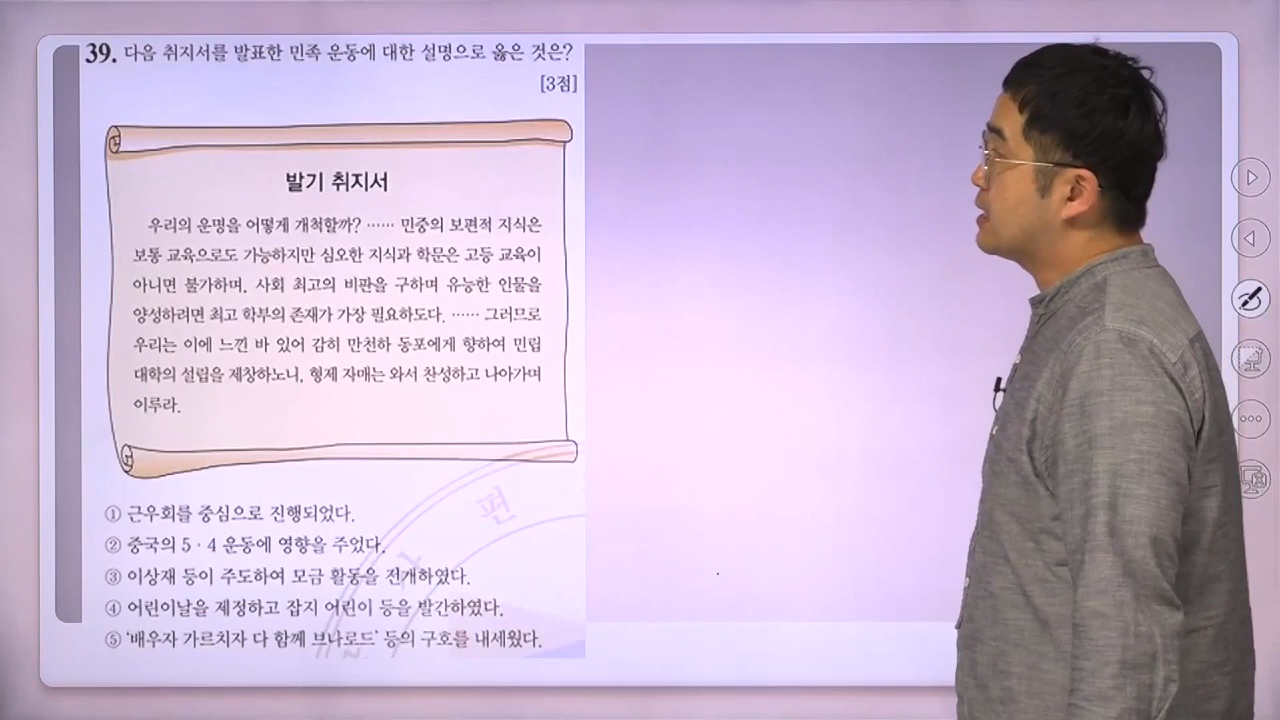 39. 다음 취지서를 발표한 민족 운동에 대한 설명으로 옳은 것은?
[3점]
발기 취지서
우리의 운명을 어떻게 개척할까? …… 민중의 보편적 지식은
보통 교육으로도 가능하지만 심오한 지식과 학문은 고등 교육이
아니면 불가하며, 사회 최고의 비판을 구하며 유능한 인물을
양성하려면 최고 학부의 존재가 가장 필요하도다. …… 그러므로
우리는 이에 느낀 바 있어 감히 만천하 동포에게 향하여 민립
대학의 설립을 제창하노니, 형제 자매는 와서 찬성하고 나아가며
이루라.
① 근우회를 중심으로 진행되었다.
② 중국의 5·4 운동에 영향을 주었다.
③ 이상재 등이 주도하여 모금 활동을 전개하였다.
④ 어린이날을 제정하고 잡지 어린이 등을 발간하였다.
⑤ '배우자 가르치자 다 함께 브나로드' 등의 구호를 내세웠다.
편